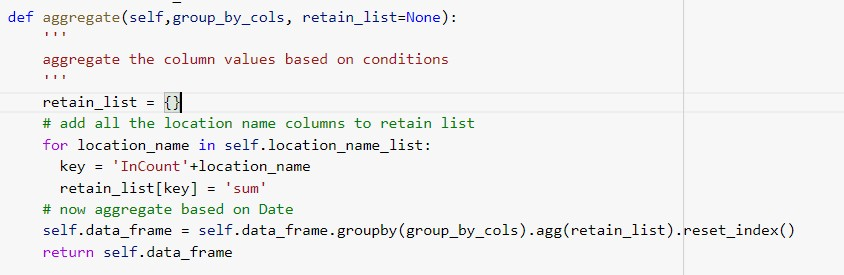 def aggregate(self,group_by_cols, retain_list=None):
    '''
    aggregate the column values based on conditions
    '''
    retain_list = {}
    # add all the location name columns to retain list
    for location_name in self.location_name_list:
      key = 'InCount'+location_name
      retain_list[key] = 'sum'
    # now aggregate based on Date
    self.data_frame = self.data_frame.groupby(group_by_cols).agg(retain_list).reset_index()
    return self.data_frame